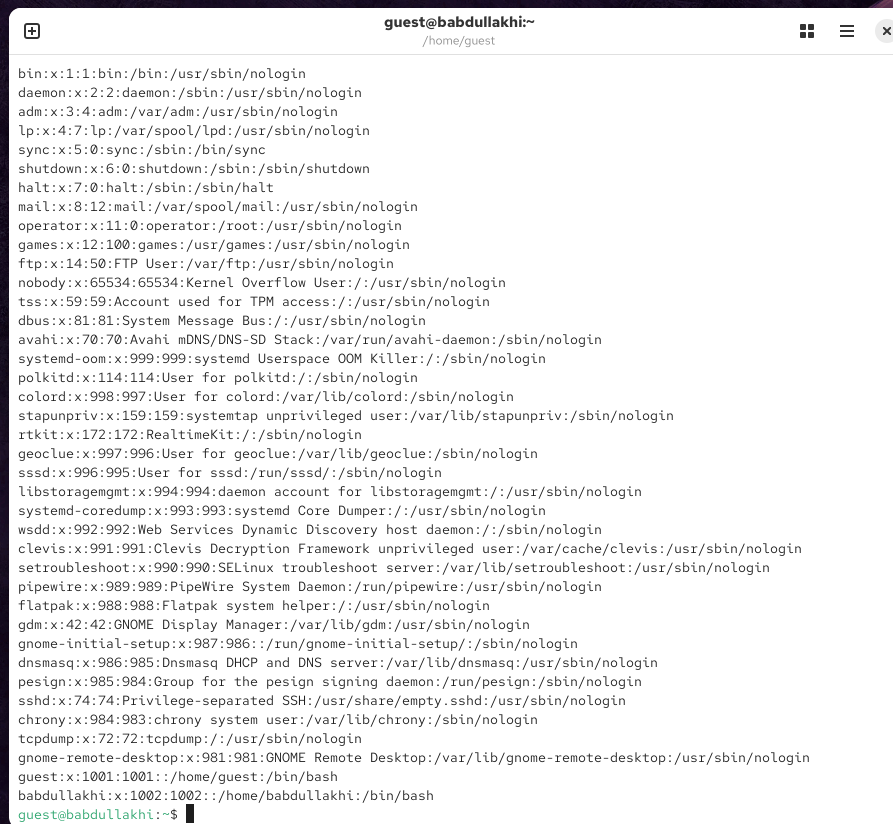 guest@babdullakhi:~
/home/guest
bin:x:1:1:bin:/bin:/usr/sbin/nologin
daemon:x:2:2:daemon:/sbin:/usr/sbin/nologin
adm:x:3:4:adm:/var/adm:/usr/sbin/nologin
lp:x:4:7:lp:/var/spool/lpd:/usr/sbin/nologin
sync:x:5:0:sync:/sbin:/bin/sync
shutdown:x:6:0:shutdown:/sbin:/sbin/shutdown
halt:x:7:0:halt:/sbin:/sbin/halt
mail:x:8:12:mail:/var/spool/mail:/usr/sbin/nologin
operator:x:11:0:operator:/root:/usr/sbin/nologin
games:x:12:100:games:/usr/games:/usr/sbin/nologin
ftp:x:14:50:FTP User:/var/ftp:/usr/sbin/nologin
nobody:x:65534:65534:Kernel Overflow User:/:/usr/sbin/nologin
tss:x:59:59:Account used for TPM access:/:/usr/sbin/nologin
dbus:x:81:81:System Message Bus:/:/usr/sbin/nologin
avahi:x:70:70:Avahi mDNS/DNS-SD Stack:/var/run/avahi-daemon:/sbin/nologin
systemd-oom:x:999:999:systemd Userspace OOM Killer:/:/sbin/nologin
polkitd:x:114:114:User for polkitd:/:/sbin/nologin
colord:x:998:997:User for colord:/var/lib/colord:/sbin/nologin
stapunpriv:x:159:159:systemtap unprivileged user:/var/lib/stapunpriv:/sbin/nologin
rtkit:x:172:172:RealtimeKit:/:/sbin/nologin
geoclue:x:997:996:User for geoclue:/var/lib/geoclue:/sbin/nologin
sssd:x:996:995:User for sssd:/run/sssd/:/sbin/nologin
libstoragemgmt:x:994:994:daemon account for libstoragemgmt:/:/usr/sbin/nologin
systemd-coredump:x:993:993:systemd Core Dumper:/:/usr/sbin/nologin
wsdd:x:992:992:Web Services Dynamic Discovery host daemon:/:/sbin/nologin
clevis:x:991:991:Clevis Decryption Framework unprivileged user:/var/cache/clevis:/usr/sbin/nologin
setroubleshoot:x:990:990:SELinux troubleshoot server:/var/lib/setroubleshoot:/usr/sbin/nologin
pipewire:x:989:989:PipeWire System Daemon:/run/pipewire:/usr/sbin/nologin
flatpak:x:988:988:Flatpak system helper:/:/usr/sbin/nologin
gdm:x:42:42:GNOME Display Manager:/var/lib/gdm:/usr/sbin/nologin
gnome-initial-setup:x:987:986::/run/gnome-initial-setup/:/sbin/nologin
dnsmasq:x:986:985:Dnsmasq DHCP and DNS server:/var/lib/dnsmasq:/usr/sbin/nologin
pesign:x:985:984:Group for the pesign signing daemon:/run/pesign:/sbin/nologin
sshd:x:74:74:Privilege-separated SSH:/usr/share/empty.sshd:/usr/sbin/nologin
chrony:x:984:983:chrony system user:/var/lib/chrony:/sbin/nologin
tcpdump:x:72:72:tcpdump:/:/usr/sbin/nologin
gnome-remote-desktop:x:981:981:GNOME Remote Desktop:/var/lib/gnome-remote-desktop:/usr/sbin/nologin
guest:x:1001:1001::/home/guest:/bin/bash
babdullakhi:x:1002:1002::/home/babdullakhi:/bin/bash
guest@babdullakhi:~$